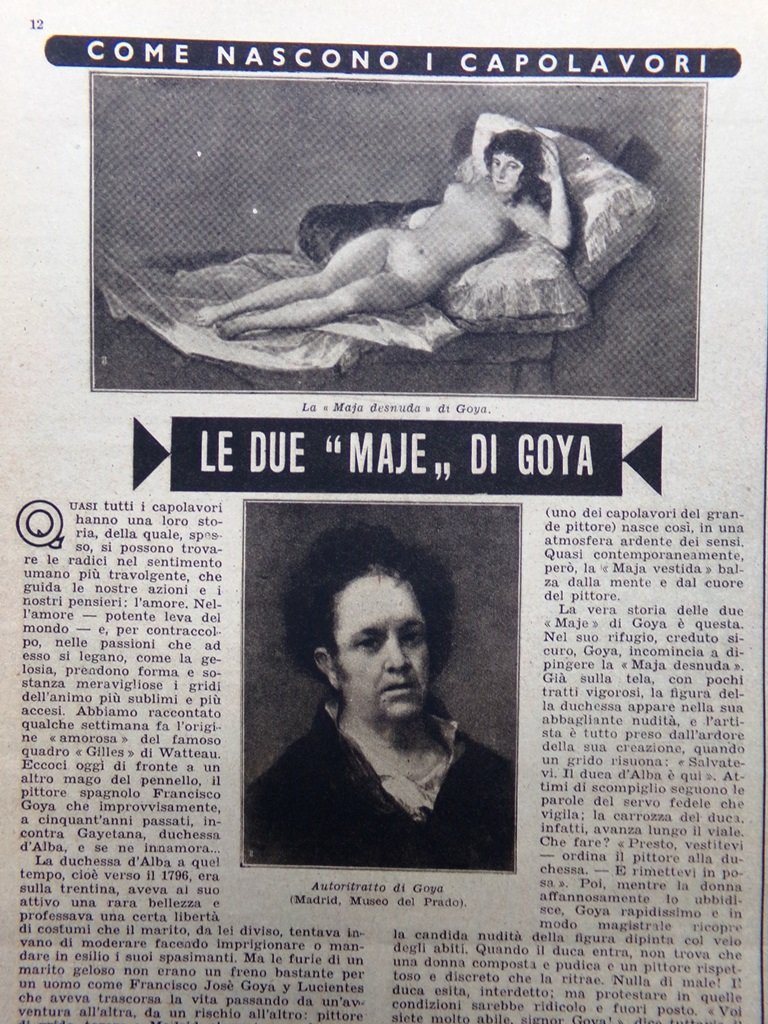 12
COME NASCONO I CAPOLAVORI
La « Maja desnuda » di Goya.
LE DUE “MAJE„ DI GOYA
QUASI tutti i capolavori
hanno una loro sto-
ria, della quale, spes-
so, si possono trova-
re le radici nel sentimento
umano più travolgente, che
guida le nostre azioni e i
nostri pensieri: l'amore. Nel-
l'amore — potente leva del
mondo — e, per contraccol-
po, nelle passioni che ad
esso si legano, come la ge-
losia, prendono forma e so-
stanza meravigliose i gridi
dell'animo più sublimi e più
accesi. Abbiamo raccontato
qualche settimana fa l'origi-
ne « amorosa » del famoso
quadro « Gilles » di Watteau.
Eccoci oggi di fronte a un
altro mago del pennello, il
pittore spagnolo Francisco
Goya che improvvisamente,
a cinquant'anni passati, in-
contra Gayetana, duchessa
d'Alba, e se ne innamora...
La duchessa d'Alba a quel
tempo, cioè verso il 1796, era
sulla trentina, aveva al suo
attivo una rara bellezza e
professava una certa libertà
di costumi che il marito, da lei diviso, tentava in-
vano di moderare facendo imprigionare o man-
dare in esilio i suoi spasimanti. Ma le furie di un
marito geloso non erano un freno bastante per
un uomo come Francisco Josè Goya y Lucientes
che aveva trascorsa la vita passando da un'av-
ventura all'altra, da un rischio all'altro: pittore
Autoritratto di Goya
(Madrid, Museo del Prado).
(uno dei capolavori del gran-
de pittore) nasce così, in una
atmosfera ardente dei sensi.
Quasi contemporaneamente,
però, la « Maja vestida » bal-
za dalla mente e dal cuore
del pittore.
La vera storia delle due
« Maje » di Goya è questa.
Nel suo rifugio, creduto si-
curo, Goya, incomincia a di-
pingere la « Maja desnuda ».
Già sulla tela, con pochi
tratti vigorosi, la figura del-
la duchessa appare nella sua
abbagliante nudità, e l'arti-
sta è tutto preso dall'ardore
della sua creazione, quando
un grido risuona: « Salvate-
vi. Il duca d'Alba è qui ». At-
timi di scompiglio seguono le
parole del servo fedele che
vigila; la carrozza del duca,
infatti, avanza lungo il viale.
Che fare? « Presto, vestitevi
— ordina il pittore alla du-
chessa. — E rimettevi in po-
sa ». Poi, mentre la donna
affannosamente lo ubbidi-
sce, Goya rapidissimo e in
modo magistrale ricopre
la candida nudità della figura dipinta col velo
degli abiti. Quando il duca entra, non trova che
una donna composta e pudica e un pittore rispet-
toso e discreto che la ritrae. Nulla di male! Il
duca esita, interdetto; ma protestare in quelle
condizioni sarebbe ridicolo e fuori posto. « Voi
siete molto abile, signor Goya!